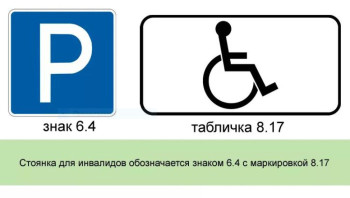 P
знак 6.4
табличка 8.17
Стоянка для инвалидов обозначается знаком 6.4 с маркировкой 8.17